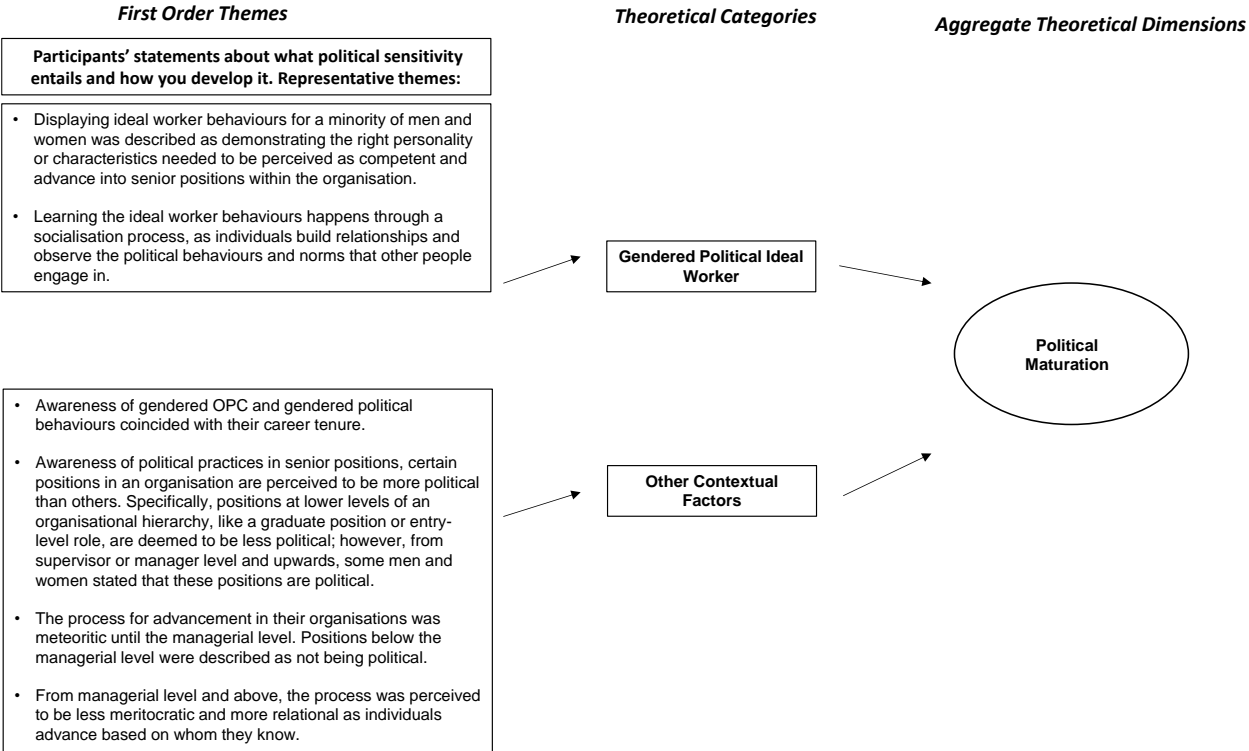 First Order Themes
Theoretical Categories
Aggregate Theoretical Dimensions
Participants’ statements about what political sensitivity
entails and how you develop it. Representative themes:
• Displaying ideal worker behaviours for a minority of men and
women was described as demonstrating the right personality
or characteristics needed to be perceived as competent and
advance into senior positions within the organisation.
• Learning the ideal worker behaviours happens through a
socialisation process, as individuals build relationships and
observe the political behaviours and norms that other people
engage in.
Gendered Political Ideal
Worker
Political
Maturation
• Awareness of gendered OPC and gendered political
behaviours coincided with their career tenure.
• Awareness of political practices in senior positions, certain
positions in an organisation are perceived to be more political
than others. Specifically, positions at lower levels of an
organisational hierarchy, like a graduate position or entry-
level role, are deemed to be less political; however, from
supervisor or manager level and upwards, some men and
women stated that these positions are political.
• The process for advancement in their organisations was
meteoritic until the managerial level. Positions below the
managerial level were described as not being political.
• From managerial level and above, the process was perceived
to be less meritocratic and more relational as individuals
advance based on whom they know.
Other Contextual
Factors